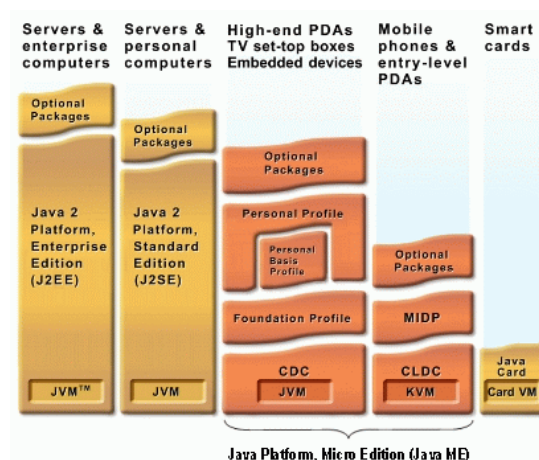 Servers &
enterprise
computers
Servers &
personal
computers
High-end PDAs
TV set-top boxes
Embedded devices
Mobile
phones &
entry-level
PDAs
Smart
cards
Optional
Packages
Java 2
Platform,
Enterprise
Edition
(J2EE)
JVM™
Optional
Packages
Java 2
Platform,
Standard
Edition
(J2SE)
JVM
Optional
Packages
Personal Profile
Personal
Basis
Profile
Foundation Profile
CDC
JVM
Optional
Packages
MIDP
CLDC
KVM
Java
Card
Card VM
Java Platform, Micro Edition (Java ME)